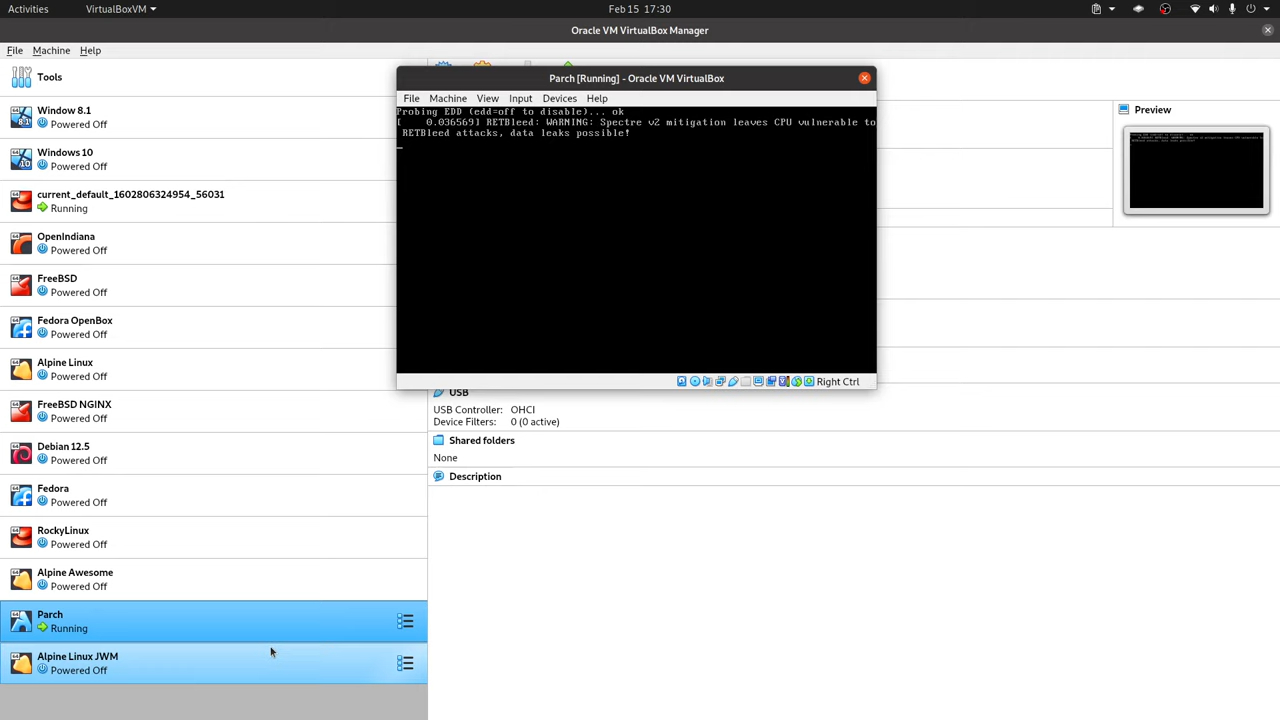 Activities
VirtualBoxVM
Feb 15 17:30
Oracle VM VirtualBox Manager
File Machine Help
Tools
Window 8.1
Powered Off
Windows 10
Powered Off
current_default_1602806324954_56031
Running
OpenIndiana
Powered Off
FreeBSD
Powered Off
Fedora OpenBox
Powered Off
Alpine Linux
Powered Off
FreeBSD NGINX
Powered Off
Debian 12.5
Powered Off
Fedora
Powered Off
RockyLinux
Powered Off
Alpine Awesome
Powered Off
Parch
Running
Alpine Linux JWM
Powered Off
Parch [Running] - Oracle VM VirtualBox
File Machine View Input Devices Help
Probing EDD (edd=off to disable)... ok
[ 0.036569] RETBleed: WARNING: Spectre v2 mitigation leaves CPU vulnerable to
RETBleed attacks, data leaks possible!
Right Ctrl
Preview
USB
USB Controller: OHCI
Device Filters: 0 (0 active)
Shared folders
None
Description